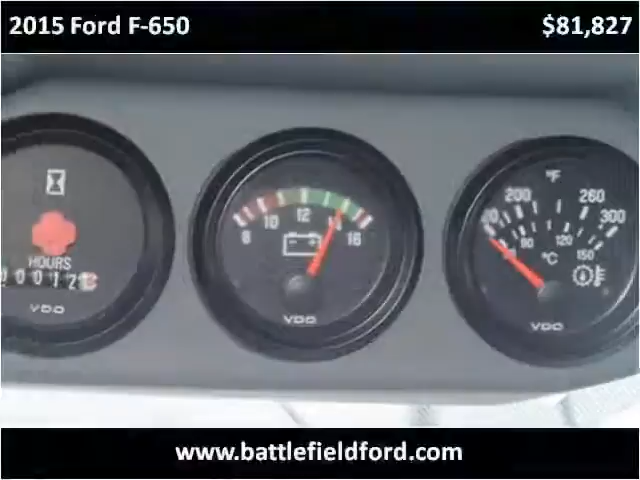 2015 Ford F-650 $81,827
HOURS
VDO
8 10 12 14 16
- +
VDO
°F
200 260 300
80 120 150
°C
VDO
www.battlefieldford.com